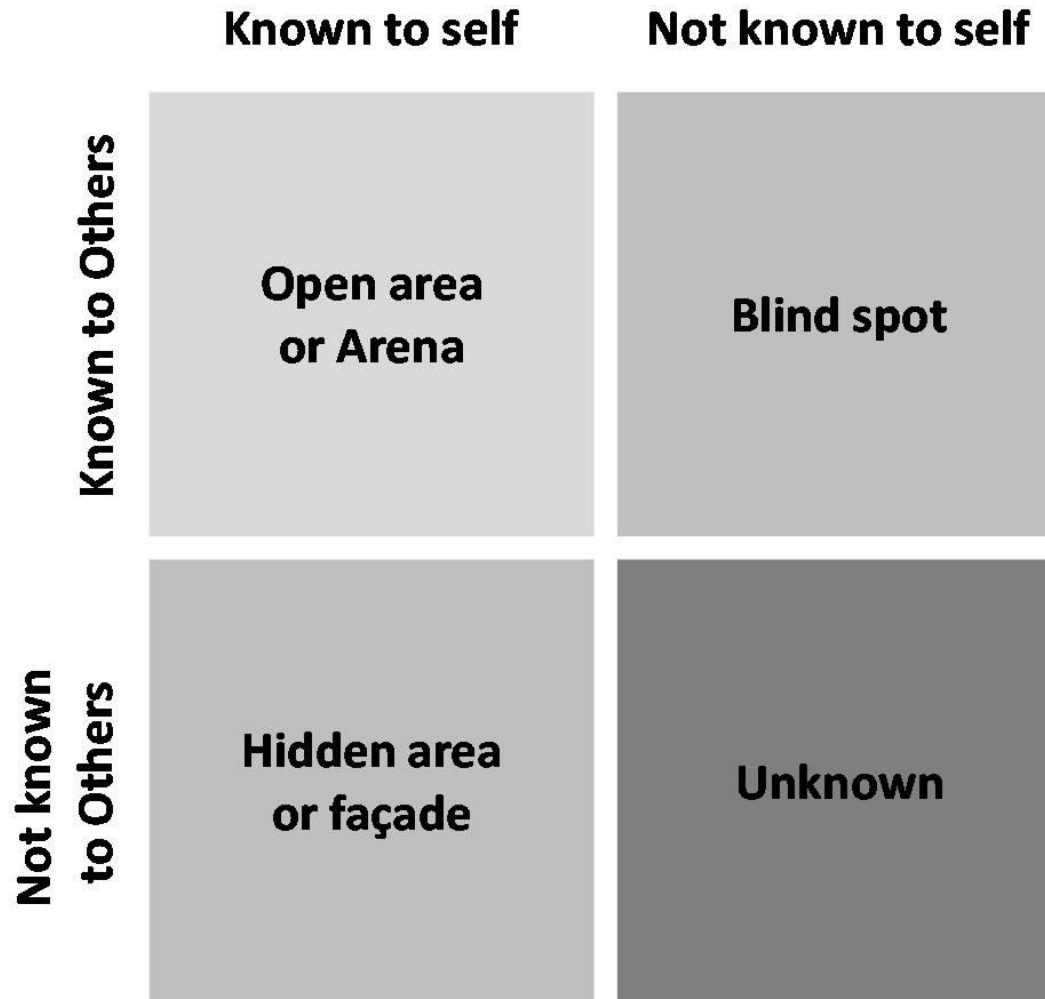 Known to self
Not known to self
Known to Others
Open area
or Arena
Blind spot
Not known
to Others
Hidden area
or façade
Unknown